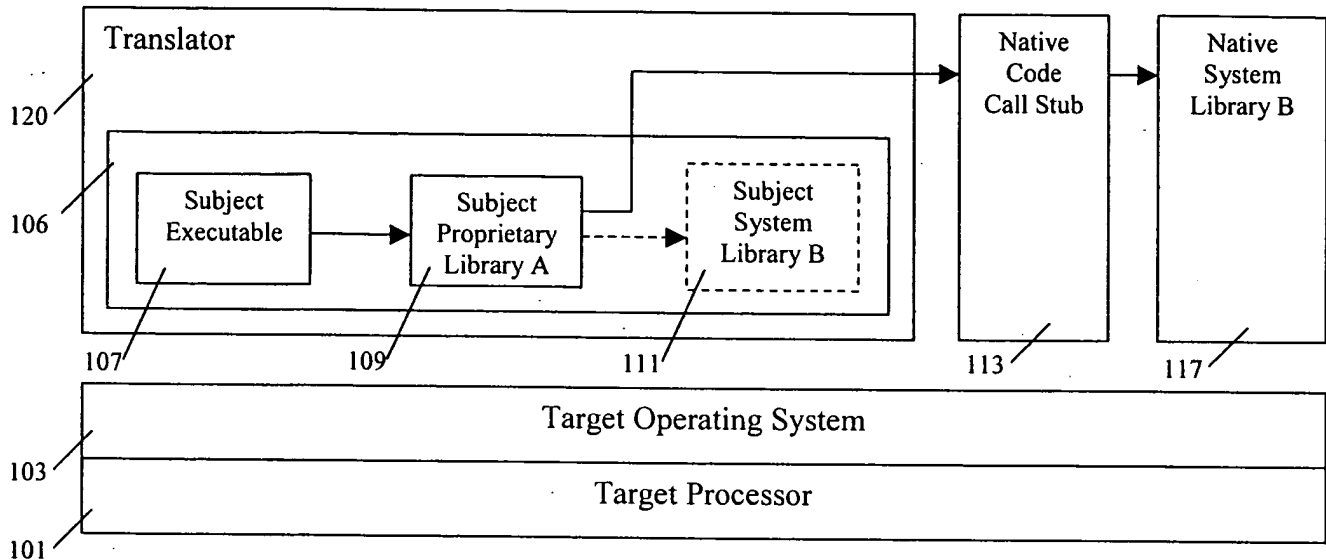 Translator
Native
Code
Call Stub
Native
System
Library B
120
106
Subject
Executable
Subject
Proprietary
Library A
Subject
System
Library B
107
109
111
113
117
Target Operating System
103
Target Processor
101